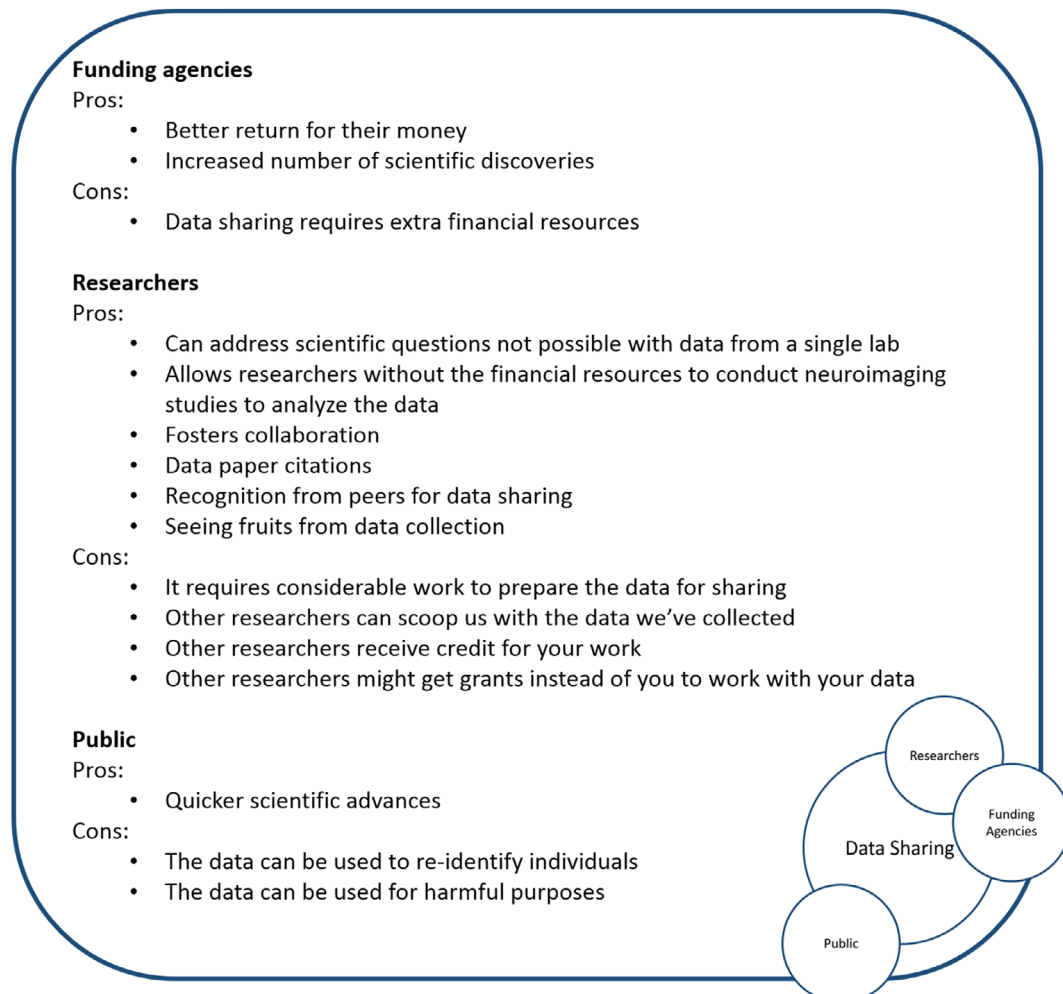 Funding agencies
Pros:
• Better return for their money
• Increased number of scientific discoveries
Cons:
• Data sharing requires extra financial resources
Researchers
Pros:
• Can address scientific questions not possible with data from a single lab
• Allows researchers without the financial resources to conduct neuroimaging
studies to analyze the data
• Fosters collaboration
• Data paper citations
• Recognition from peers for data sharing
• Seeing fruits from data collection
Cons:
• It requires considerable work to prepare the data for sharing
• Other researchers can scoop us with the data we've collected
• Other researchers receive credit for your work
• Other researchers might get grants instead of you to work with your data
Public
Pros:
• Quicker scientific advances
Cons:
• The data can be used to re-identify individuals
• The data can be used for harmful purposes
Researchers
Funding
Agencies
Data Sharing
Public